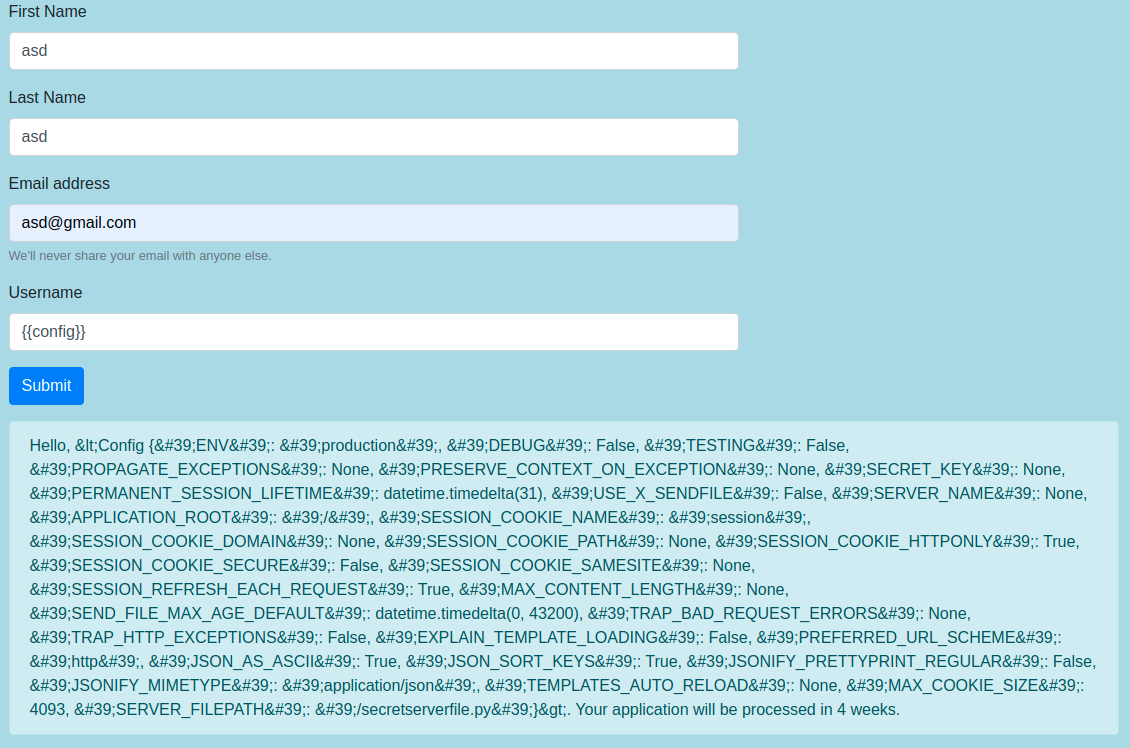 First Name
asd
Last Name
asd
Email address
asd@gmail.com
We'll never share your email with anyone else.
Username
{{config}}
Submit
Hello, &lt;Config {&#39;ENV&#39;: &#39;production&#39;, &#39;DEBUG&#39;: False, &#39;TESTING&#39;: False,
&#39;PROPAGATE_EXCEPTIONS&#39;: None, &#39;PRESERVE_CONTEXT_ON_EXCEPTION&#39;: None, &#39;SECRET_KEY&#39;: None,
&#39;PERMANENT_SESSION_LIFETIME&#39;: datetime.timedelta(31), &#39;USE_X_SENDFILE&#39;: False, &#39;SERVER_NAME&#39;: None,
&#39;APPLICATION_ROOT&#39;: &#39;/&#39;, &#39;SESSION_COOKIE_NAME&#39;: &#39;session&#39;,
&#39;SESSION_COOKIE_DOMAIN&#39;: None, &#39;SESSION_COOKIE_PATH&#39;: None, &#39;SESSION_COOKIE_HTTPONLY&#39;: True,
&#39;SESSION_COOKIE_SECURE&#39;: False, &#39;SESSION_COOKIE_SAMESITE&#39;: None,
&#39;SESSION_REFRESH_EACH_REQUEST&#39;: True, &#39;MAX_CONTENT_LENGTH&#39;: None,
&#39;SEND_FILE_MAX_AGE_DEFAULT&#39;: datetime.timedelta(0, 43200), &#39;TRAP_BAD_REQUEST_ERRORS&#39;: None,
&#39;TRAP_HTTP_EXCEPTIONS&#39;: False, &#39;EXPLAIN_TEMPLATE_LOADING&#39;: False, &#39;PREFERRED_URL_SCHEME&#39;:
&#39;http&#39;, &#39;JSON_AS_ASCII&#39;: True, &#39;JSON_SORT_KEYS&#39;: True, &#39;JSONIFY_PRETTYPRINT_REGULAR&#39;: False,
&#39;JSONIFY_MIMETYPE&#39;: &#39;application/json&#39;, &#39;TEMPLATES_AUTO_RELOAD&#39;: None, &#39;MAX_COOKIE_SIZE&#39;:
4093, &#39;SERVER_FILEPATH&#39;: &#39;/secretserverfile.py&#39;}&gt;. Your application will be processed in 4 weeks.